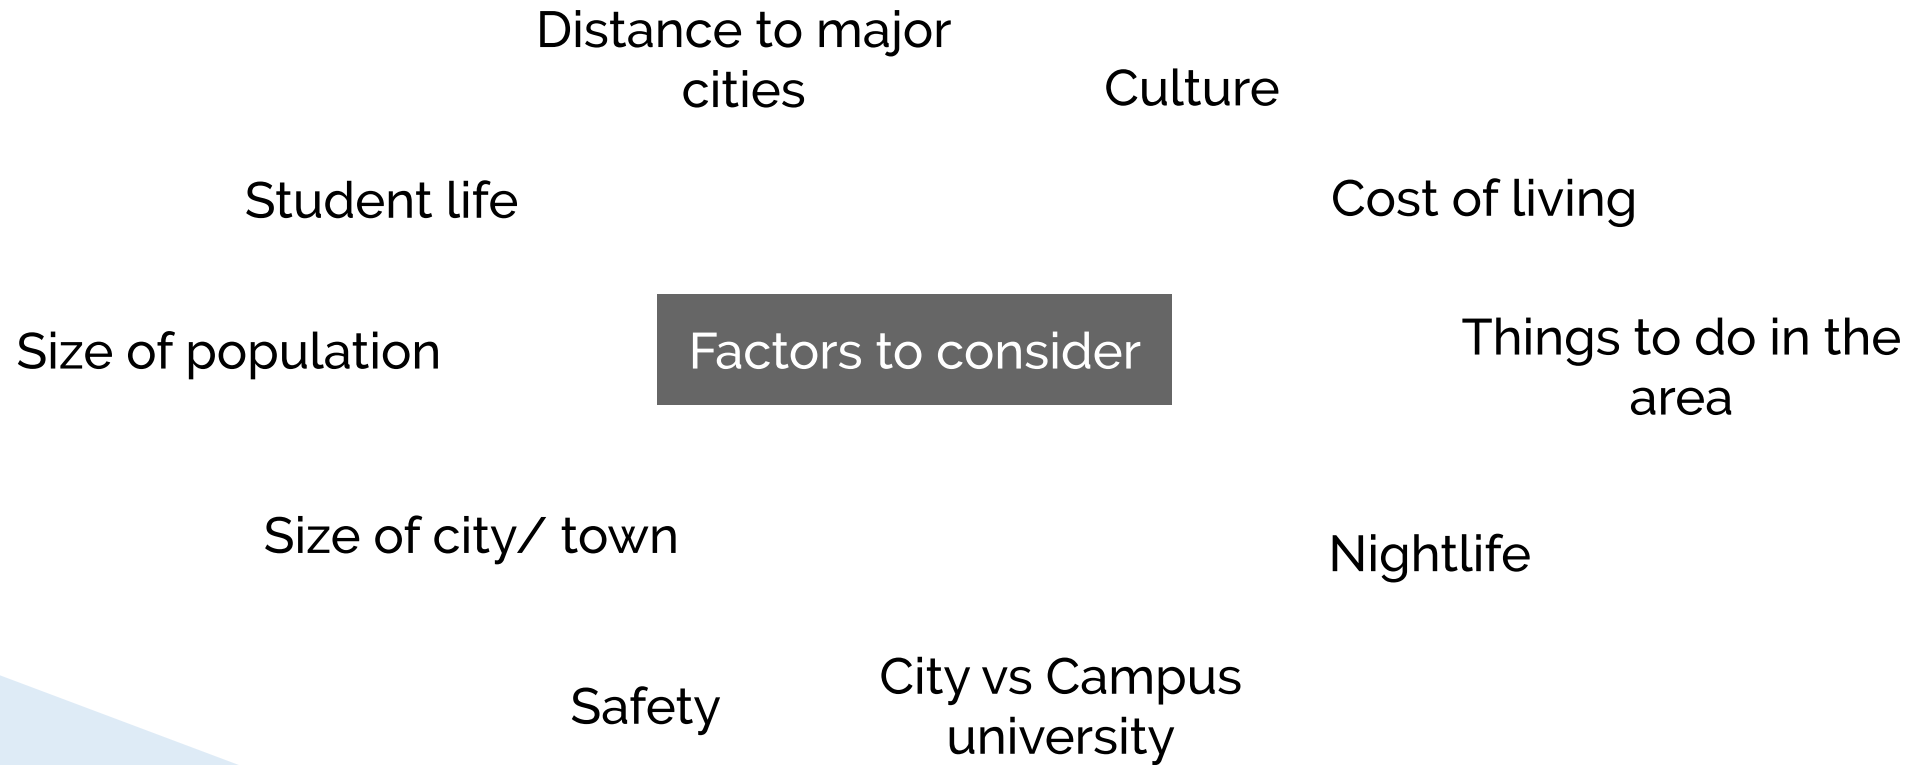 Distance to major
cities
Culture
Student life
Cost of living
Size of population
Factors to consider
Things to do in the
area
Size of city/ town
Nightlife
Safety
City vs Campus
university